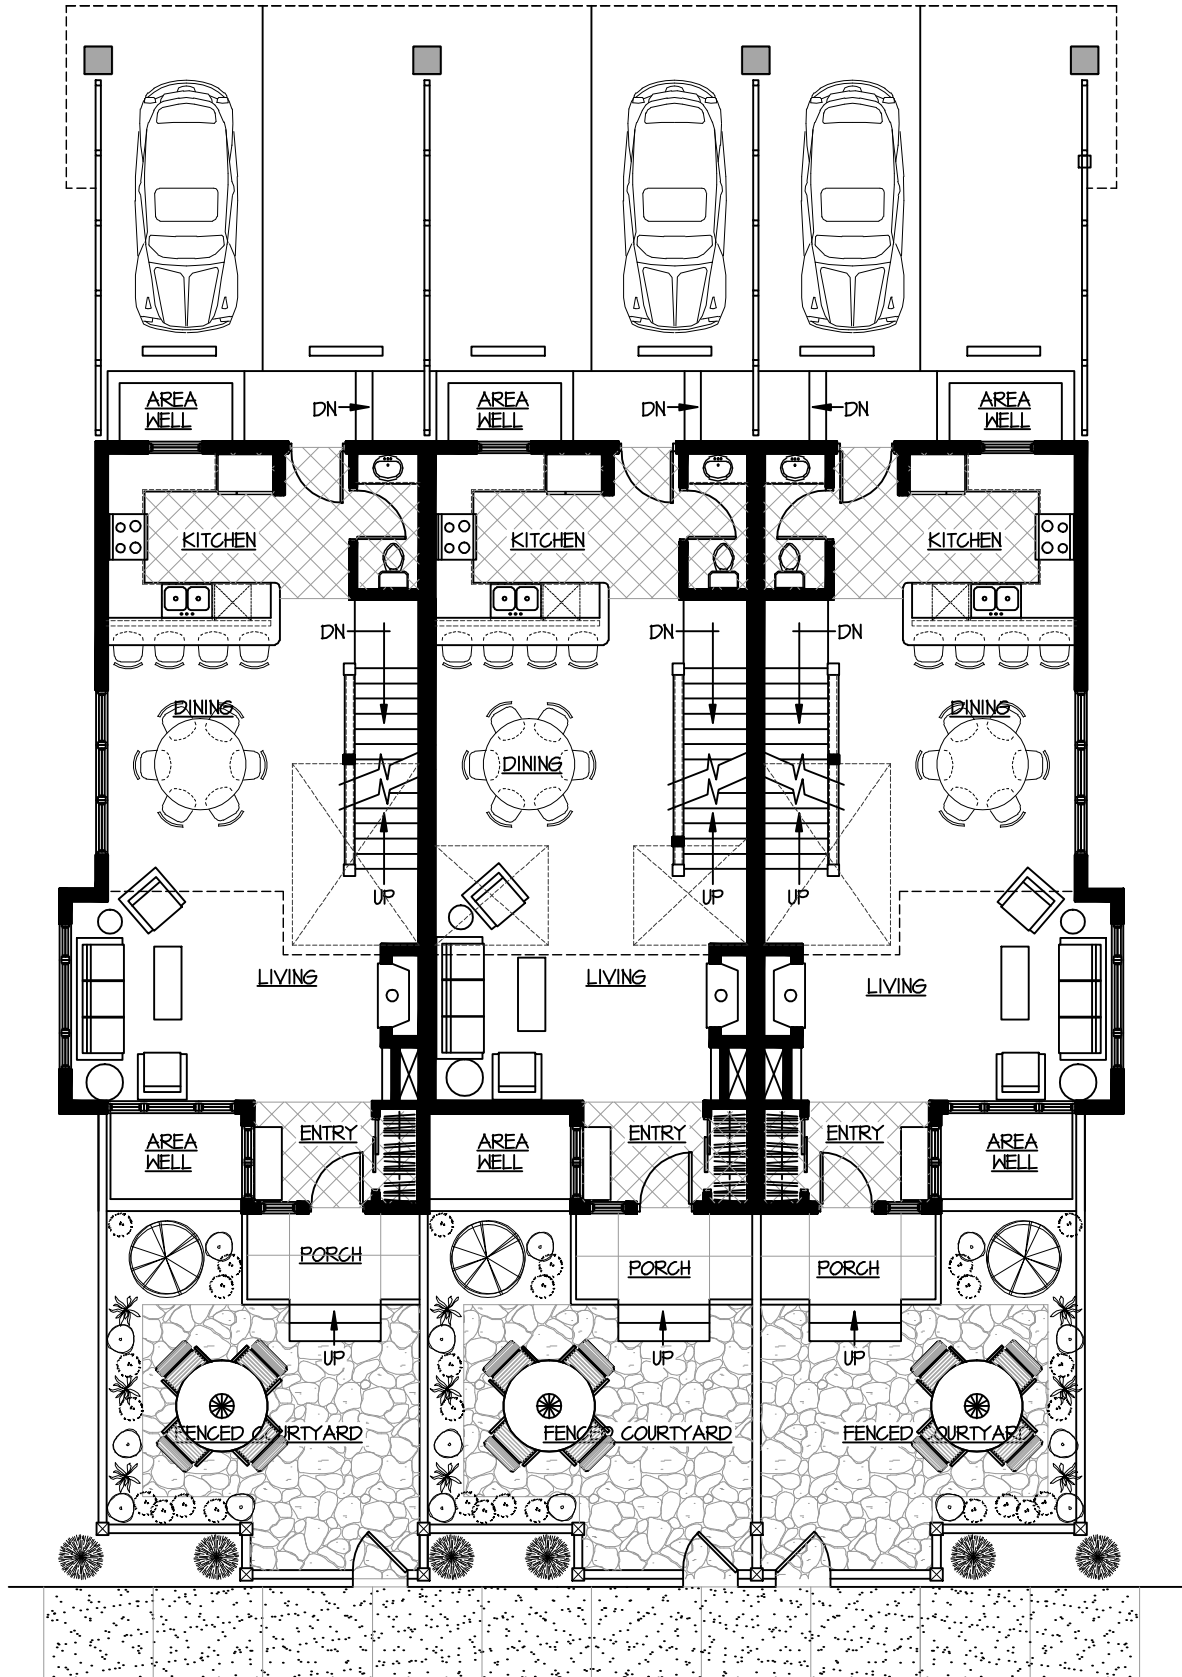 AREA
WELL
DN
AREA
WELL
DN
DN
AREA
WELL
KITCHEN
KITCHEN
KITCHEN
DN
DN
DN
DINING
DINING
DINING
UP
UP
UP
LIVING
LIVING
LIVING
AREA
WELL
ENTRY
AREA
WELL
ENTRY
ENTRY
AREA
WELL
PORCH
PORCH
PORCH
UP
UP
UP
FENCED COURTYARD
FENCED COURTYARD
FENCED COURTYARD